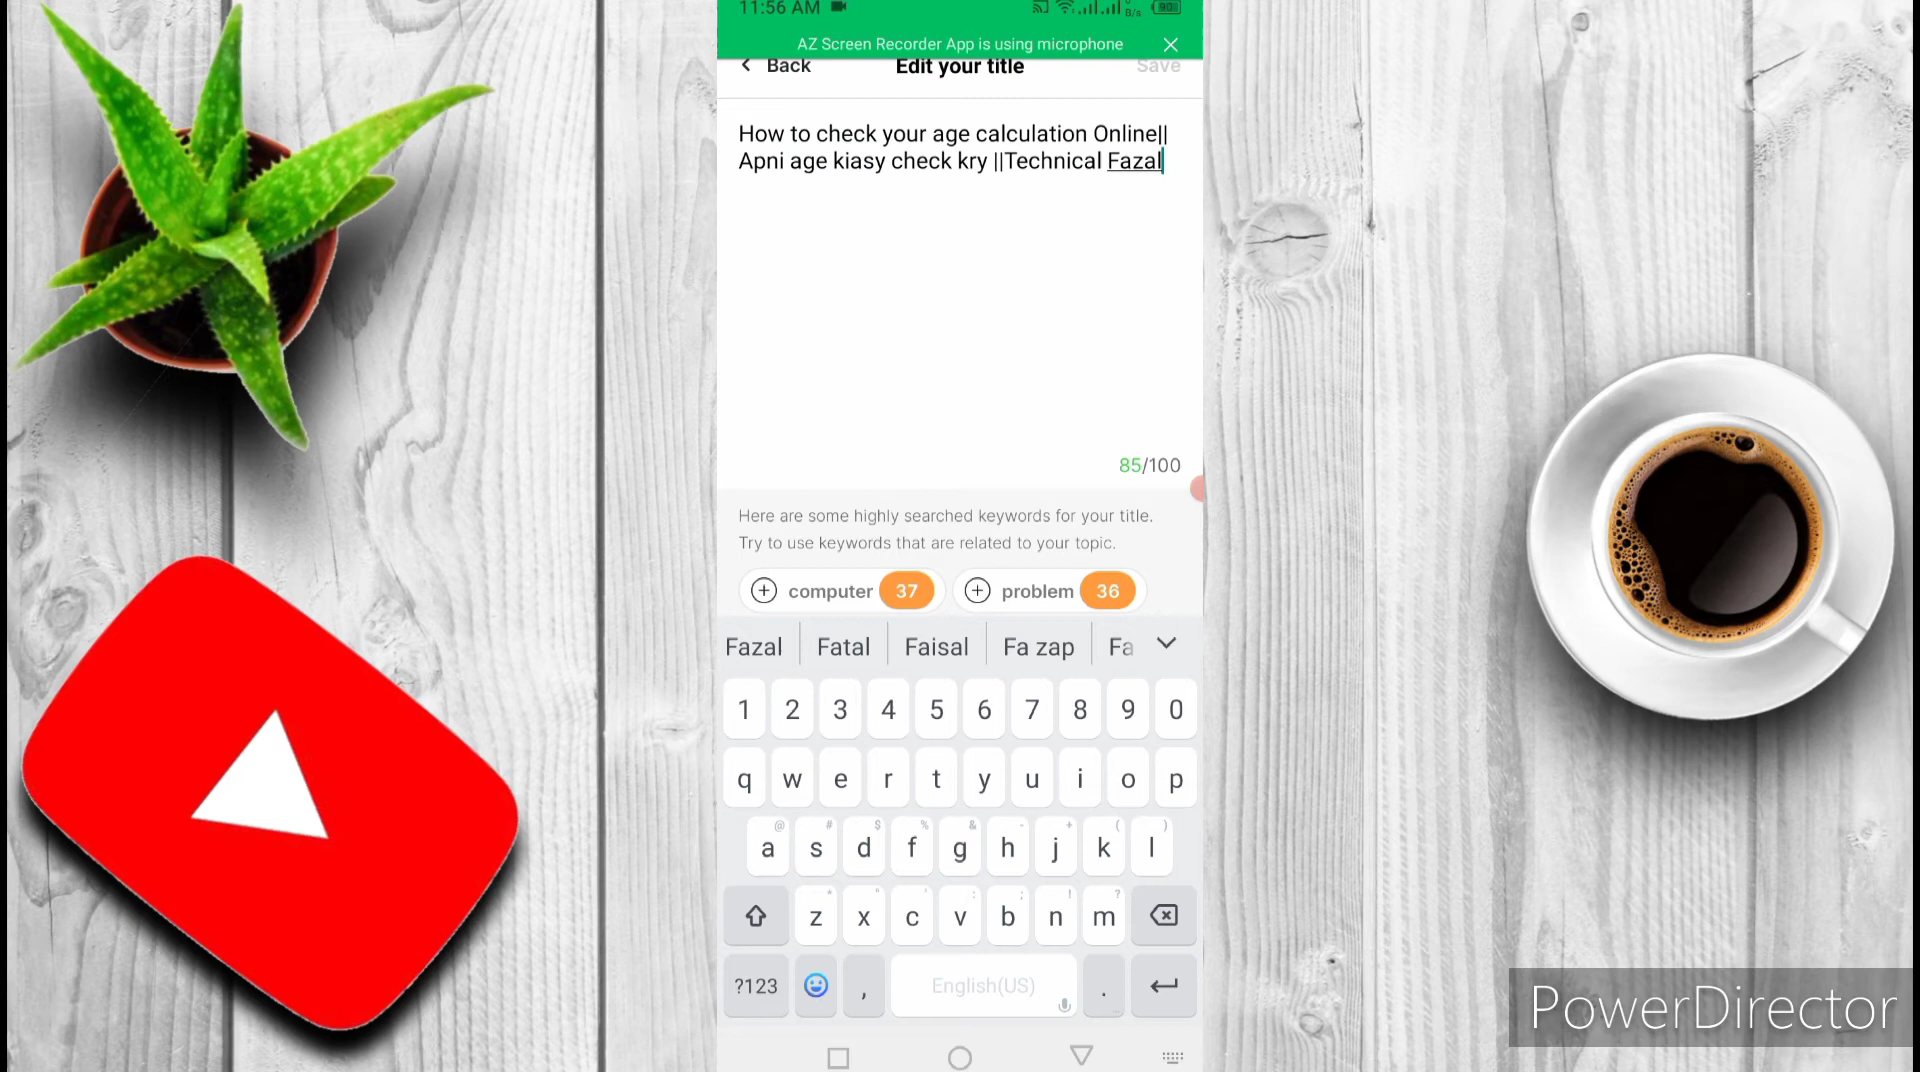 11:56 AM
B/s
90
AZ Screen Recorder App is using microphone
Back
Edit your title
Save
How to check your age calculation Online||
Apni age kiasy check kry ||Technical Fazal
85/100
Here are some highly searched keywords for your title.
Try to use keywords that are related to your topic.
computer 37 problem 36
Fazal Fatal Faisal Fa zap Fa
1 2 3 4 5 6 7 8 9 0
q w e r t y u i o p
@ # $ % & - + ( )
a s d f g h j k l
* " ' : ; ! ?
z x c v b n m
?123 , English(US) .
PowerDirector